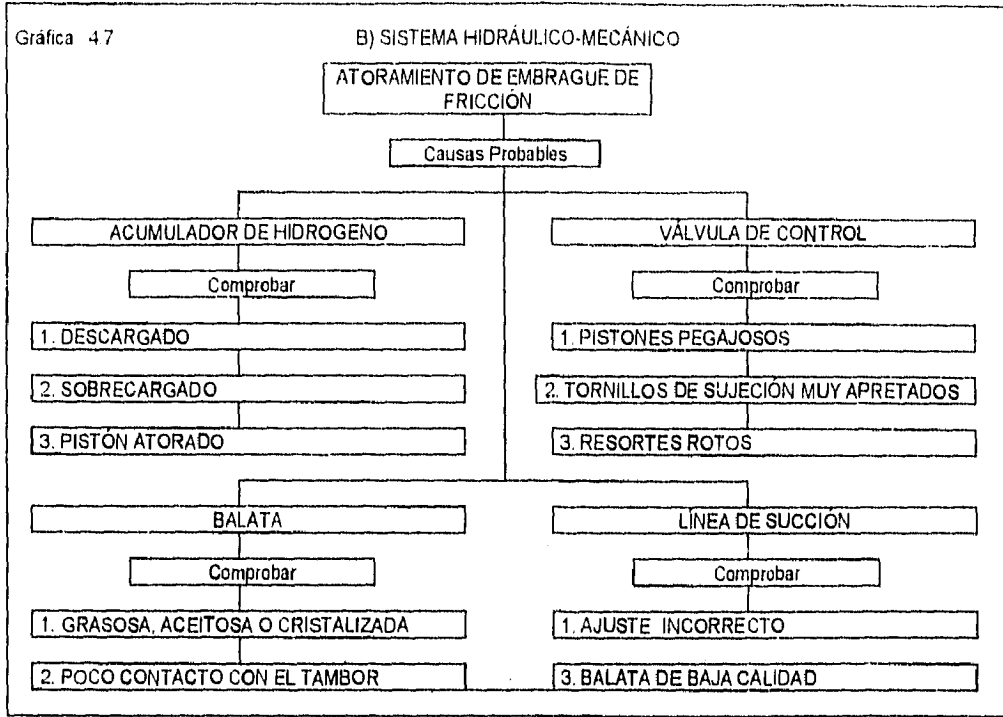 Gráfica 4.7
B) SISTEMA HIDRÁULICO-MECÁNICO
ATORAMIENTO DE EMBRAGUE DE
FRICCIÓN
Causas Probables
ACUMULADOR DE HIDROGENO
Comprobar
1. DESCARGADO
2. SOBRECARGADO
3. PISTÓN ATORADO
VÁLVULA DE CONTROL
Comprobar
1. PISTONES PEGAJOSOS
2. TORNILLOS DE SUJECIÓN MUY APRETADOS
3. RESORTES ROTOS
BALATA
Comprobar
1. GRASOSA, ACEITOSA O CRISTALIZADA
2. POCO CONTACTO CON EL TAMBOR
LÍNEA DE SUCCIÓN
Comprobar
1. AJUSTE INCORRECTO
3. BALATA DE BAJA CALIDAD